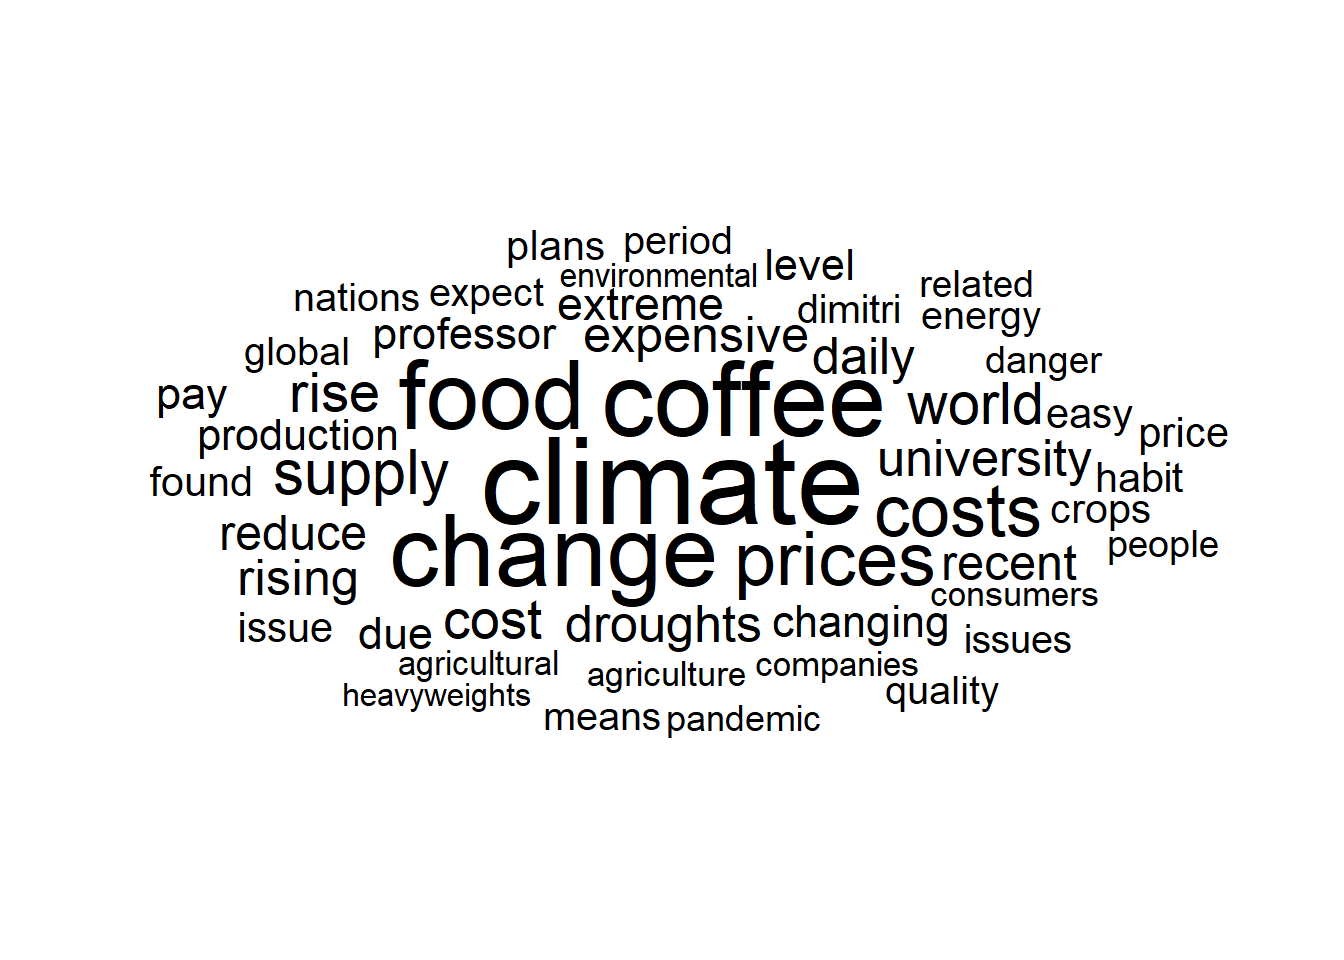 plans period
environmental level
nations expect extreme dimitri related
professor expensive energy
global daily danger
pay rise food coffee world easy price
production university
found supply climate habit
reduce costs crops
rising change prices recent people
consumers
issue due cost droughts changing issues
agricultural agriculture companies
heavyweights quality
means pandemic